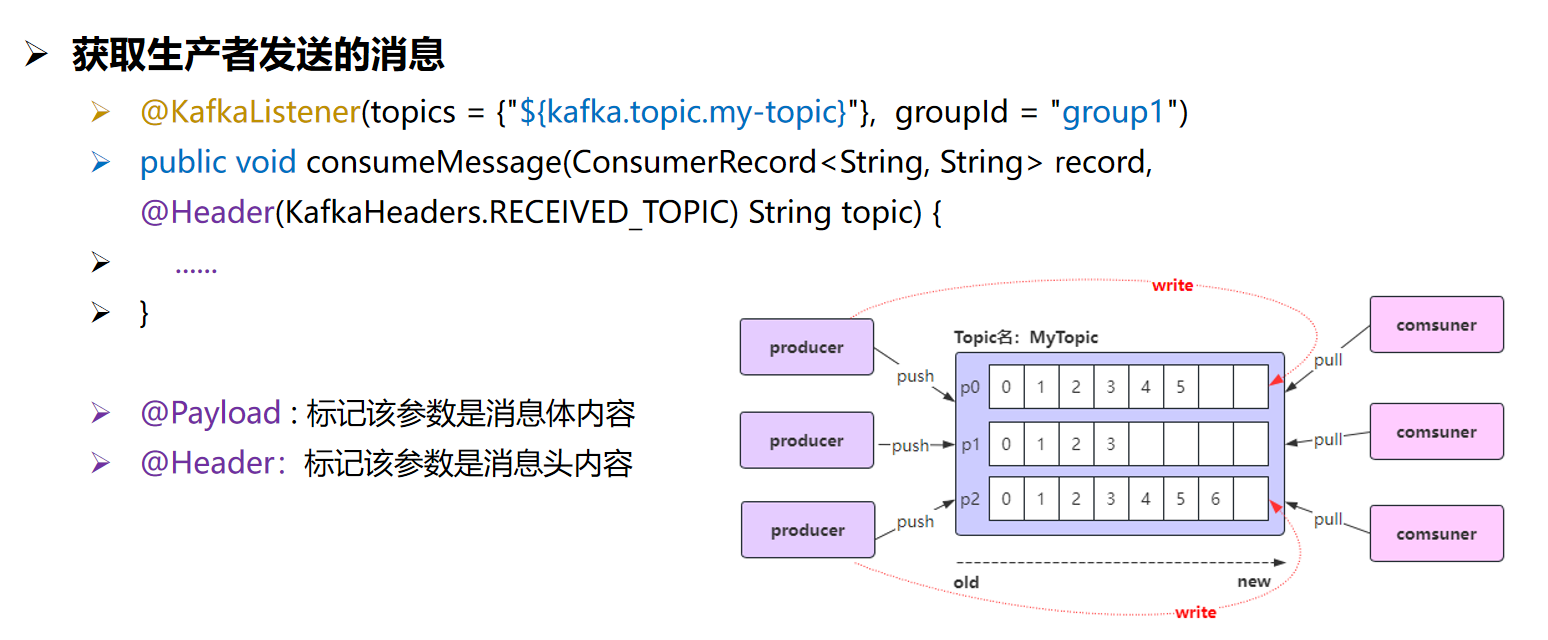 获取生产者发送的消息
@KafkaListener(topics = {"${kafka.topic.my-topic}"}, groupId = "group1")
public void consumeMessage(ConsumerRecord<String, String> record,
@Header(KafkaHeaders.RECEIVED_TOPIC) String topic) {
......
}
@Payload : 标记该参数是消息体内容
@Header：标记该参数是消息头内容
write
producer
producer
producer
push
push
push
Topic名：MyTopic
p0 0 1 2 3 4 5
p1 0 1 2 3
p2 0 1 2 3 4 5 6
pull
pull
pull
comsuner
comsuner
comsuner
old
new
write